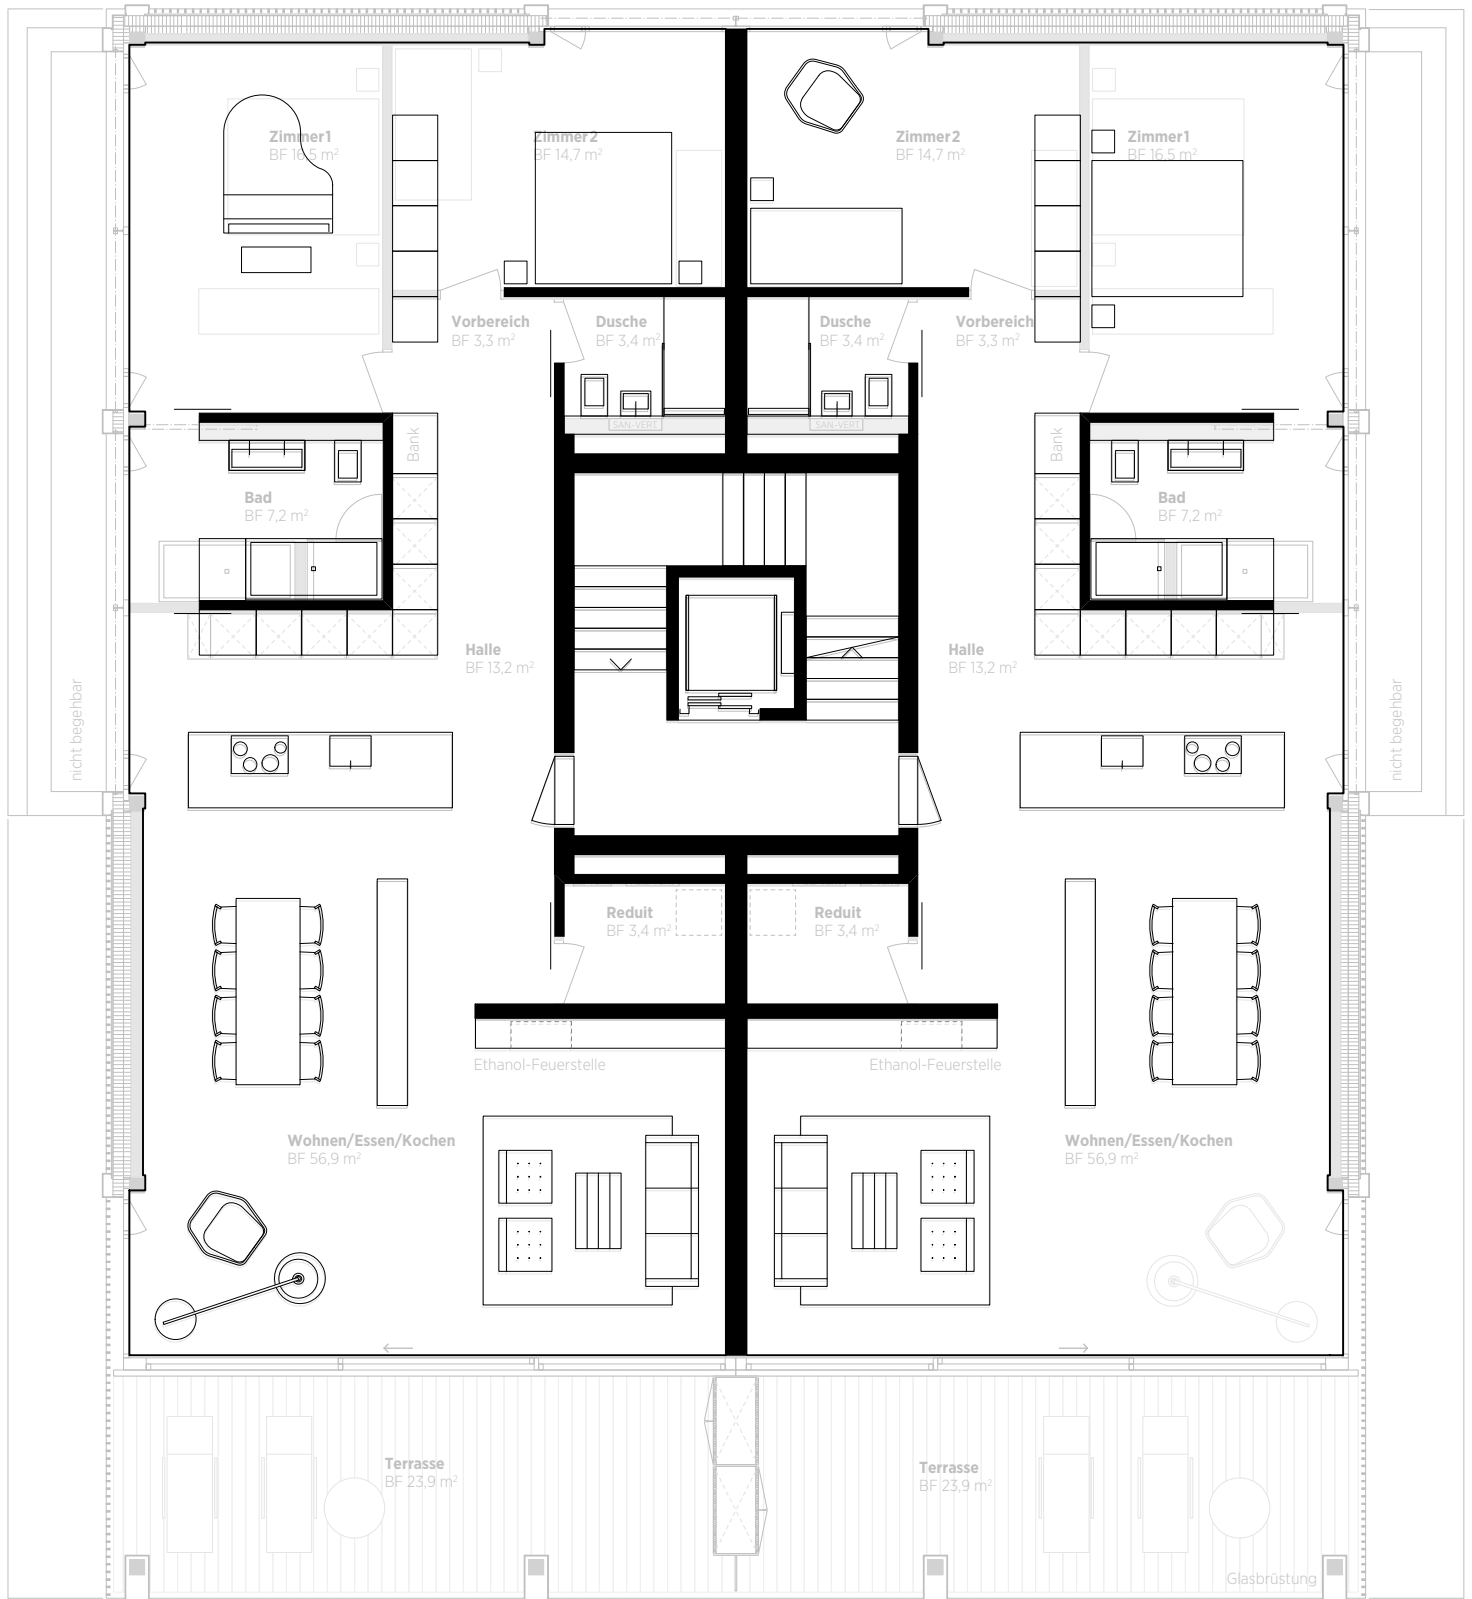 Zimmer1
BF 16,5 m²
Zimmer2
BF 14,7 m²
Zimmer2
BF 14,7 m²
Zimmer1
BF 16,5 m²
Vorbereich
BF 3,3 m²
Dusche
BF 3,4 m²
Dusche
BF 3,4 m²
Vorbereich
BF 3,3 m²
SAN-VERT.
SAN-VERT.
Bank
Bank
Bad
BF 7,2 m²
Bad
BF 7,2 m²
Halle
BF 13,2 m²
Halle
BF 13,2 m²
nicht begehbar
nicht begehbar
Reduit
BF 3,4 m²
Reduit
BF 3,4 m²
Ethanol-Feuerstelle
Ethanol-Feuerstelle
Wohnen/Essen/Kochen
BF 56,9 m²
Wohnen/Essen/Kochen
BF 56,9 m²
Terrasse
BF 23,9 m²
Terrasse
BF 23,9 m²
Glasbrüstung